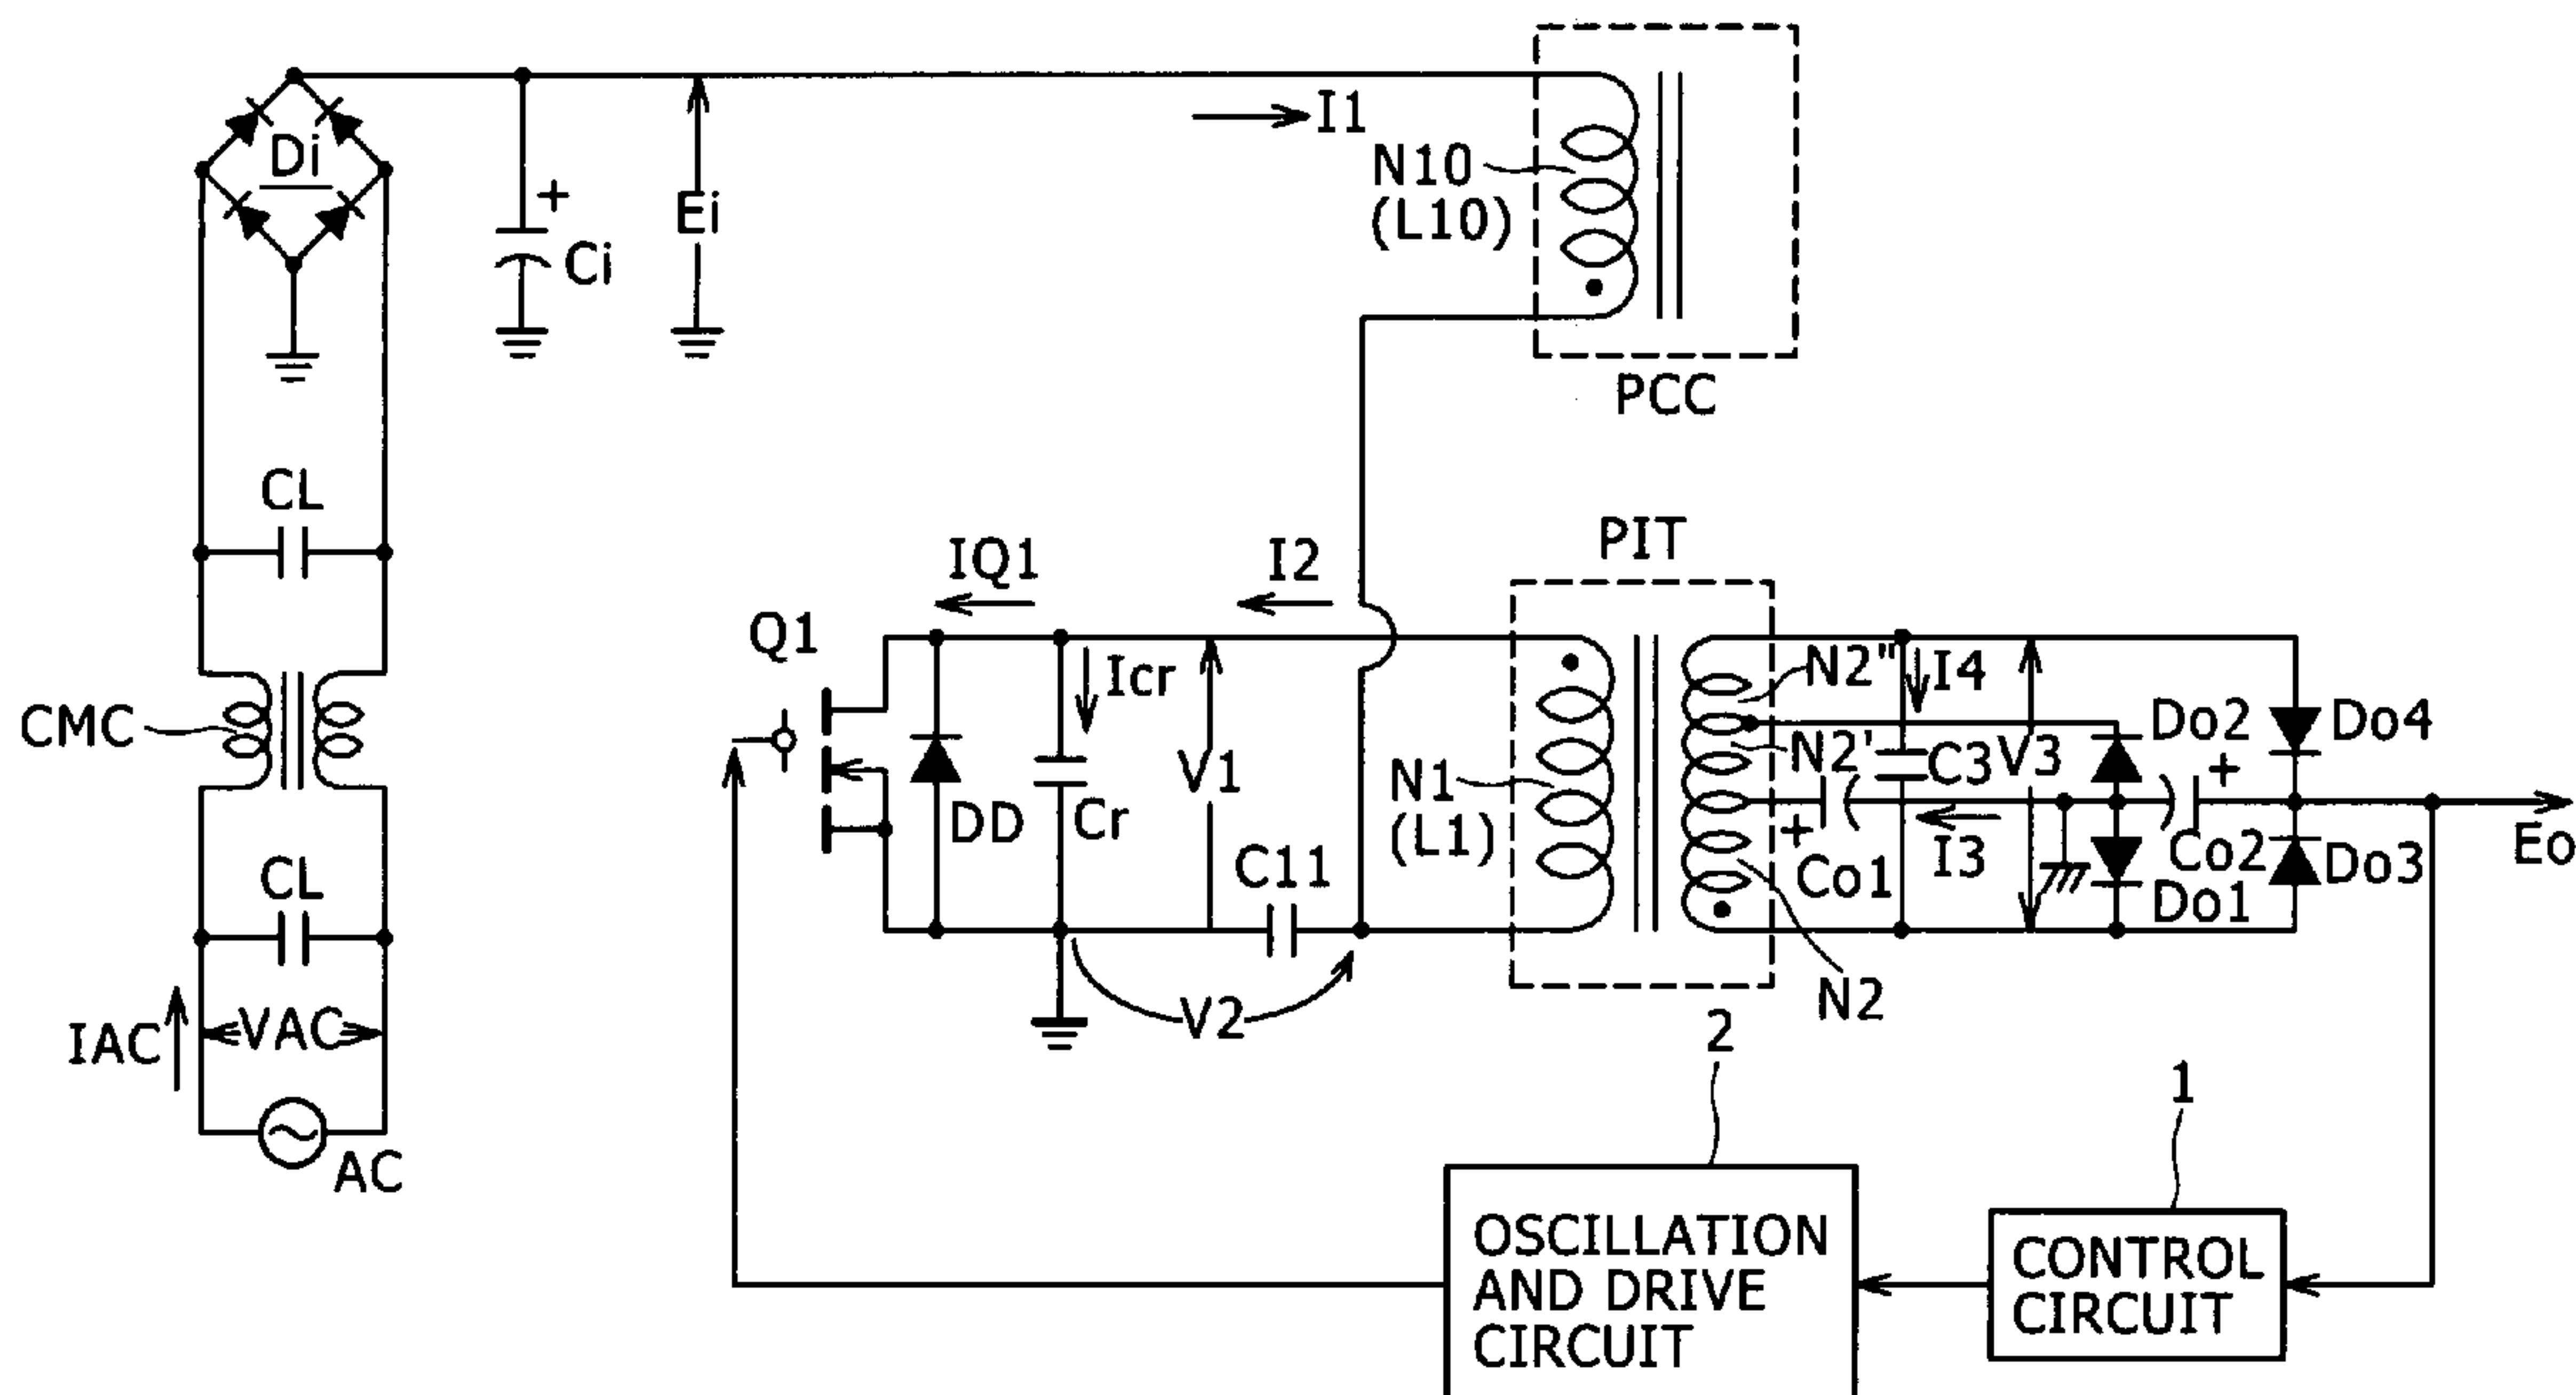 Di
+
Ci
Ei
I1
N10
(L10)
PCC
CL
CMC
CL
IAC
VAC
AC
Q1
IQ1
I2
Icr
DD
Cr
V1
C11
V2
PIT
N1
(L1)
N2"
N2'
N2
I4
C3
V3
+
Co1
I3
Do2
+
Co2
Do1
Do4
Do3
Eo
2
1
OSCILLATION
AND DRIVE
CIRCUIT
CONTROL
CIRCUIT